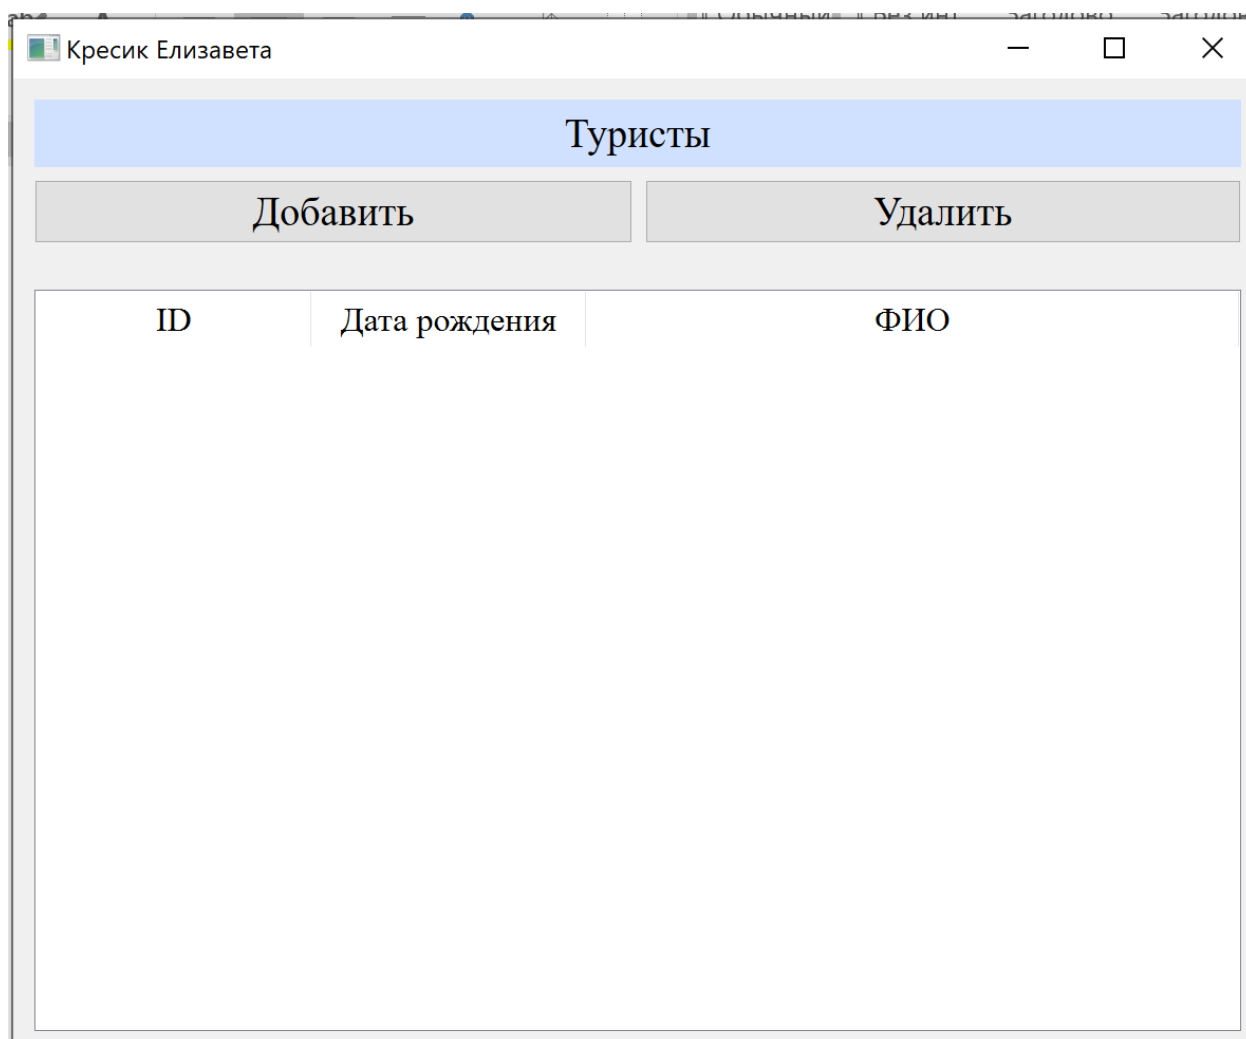 Кресик Елизавета
Туристы
Добавить Удалить
ID Дата рождения ФИО